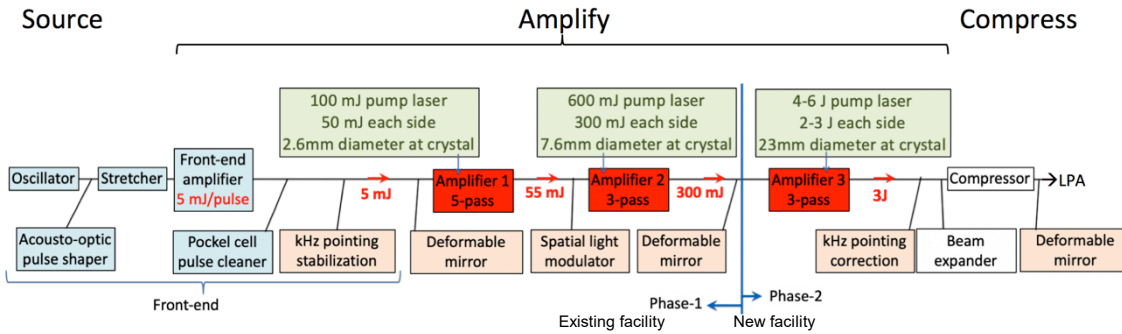 Source
Amplify
Compress
100 mJ pump laser
50 mJ each side
2.6mm diameter at crystal
600 mJ pump laser
300 mJ each side
7.6mm diameter at crystal
4-6 J pump laser
2-3 J each side
23mm diameter at crystal
Oscillator
Stretcher
Front-end
amplifier
5 mJ/pulse
5 mJ
Amplifier 1
5-pass
55 mJ
Amplifier 2
3-pass
300 mJ
Amplifier 3
3-pass
3J
Compressor
LPA
Acousto-optic
pulse shaper
Pockel cell
pulse cleaner
kHz pointing
stabilization
Deformable
mirror
Spatial light
modulator
Deformable
mirror
kHz pointing
correction
Beam
expander
Deformable
mirror
Front-end
Phase-1
Phase-2
Existing facility
New facility